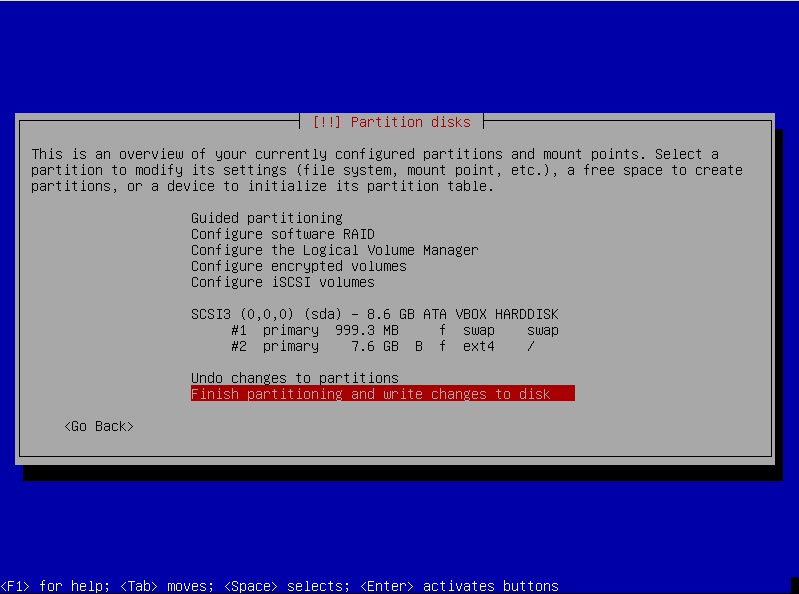 [!!] Partition disks
This is an overview of your currently configured partitions and mount points. Select a
partition to modify its settings (file system, mount point, etc.), a free space to create
partitions, or a device to initialize its partition table.
Guided partitioning
Configure software RAID
Configure the Logical Volume Manager
Configure encrypted volumes
Configure iSCSI volumes
SCSI3 (0,0,0) (sda) - 8.6 GB ATA VBOX HARDDISK
#1 primary 999.3 MB f swap swap
#2 primary 7.6 GB B f ext4 /
Undo changes to partitions
Finish partitioning and write changes to disk
<Go Back>
<F1> for help; <Tab> moves; <Space> selects; <Enter> activates buttons